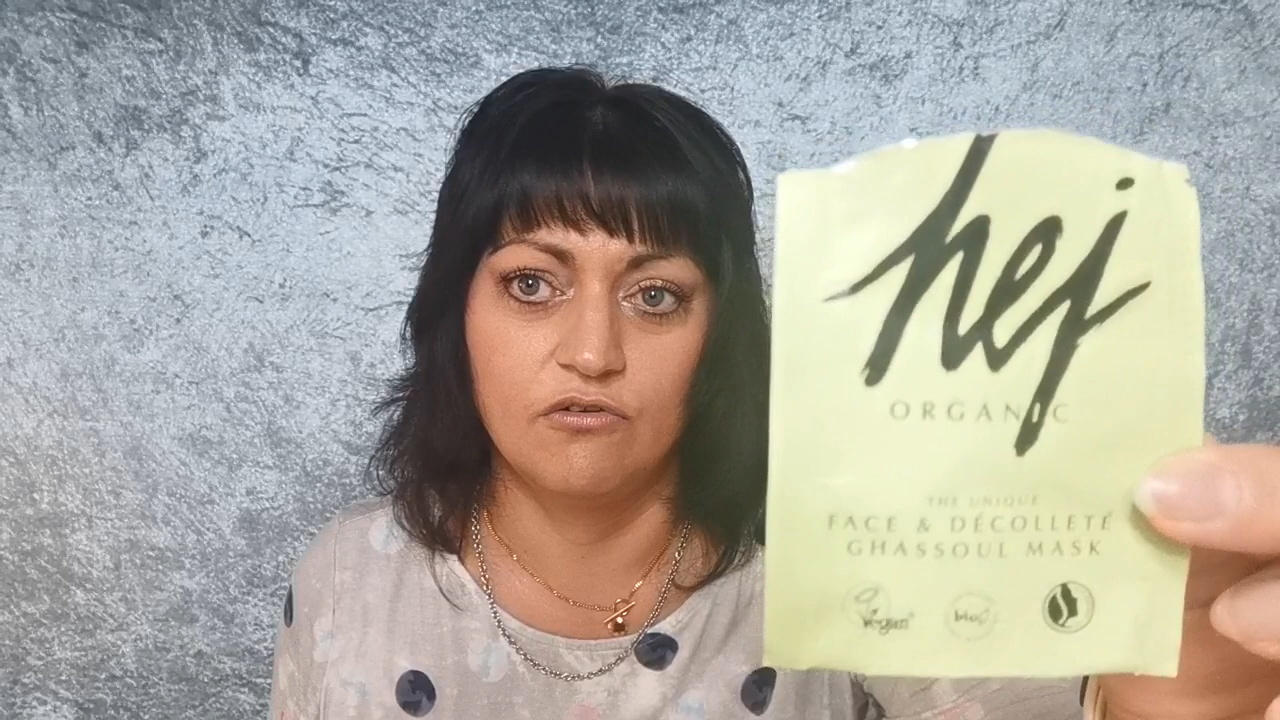 hej
ORGANIC
THE UNIQUE
FACE & DÉCOLLETÉ
GHASSOUL MASK
vegan bio